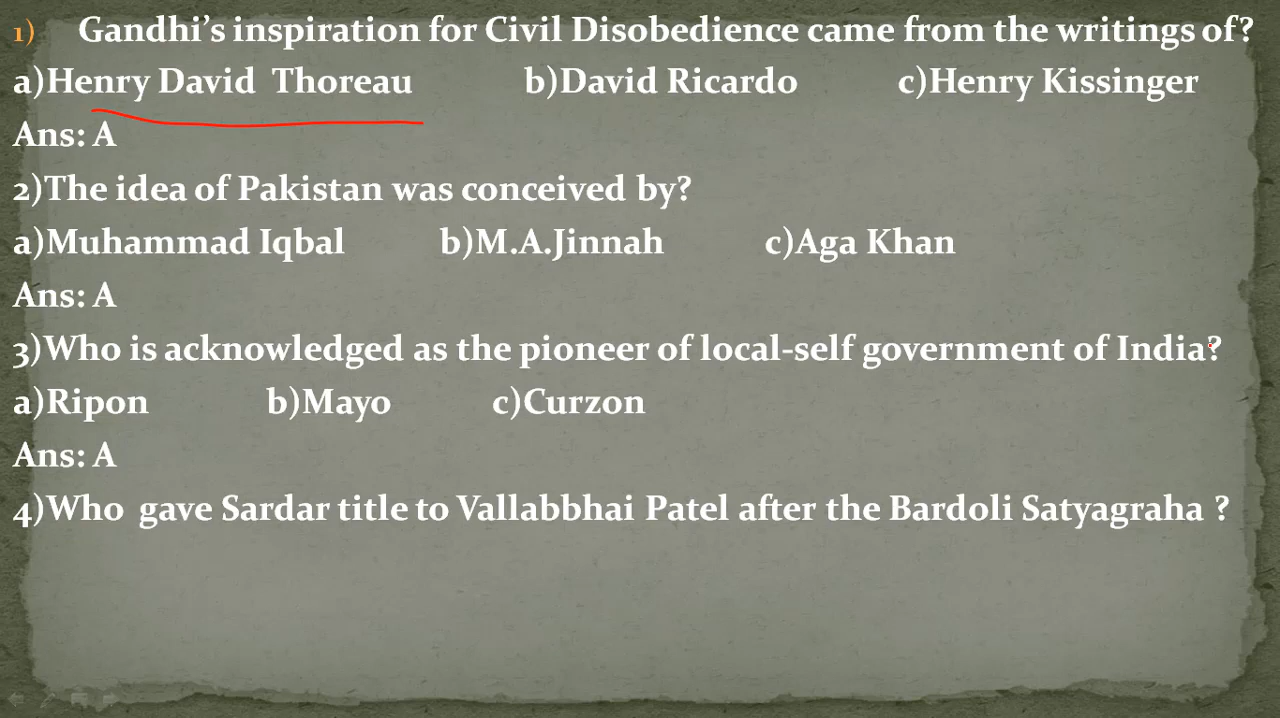 1) Gandhi's inspiration for Civil Disobedience came from the writings of?
a)Henry David Thoreau b)David Ricardo c)Henry Kissinger
Ans: A
2)The idea of Pakistan was conceived by?
a)Muhammad Iqbal b)M.A.Jinnah c)Aga Khan
Ans: A
3)Who is acknowledged as the pioneer of local-self government of India?
a)Ripon b)Mayo c)Curzon
Ans: A
4)Who gave Sardar title to Vallabbhai Patel after the Bardoli Satyagraha ?